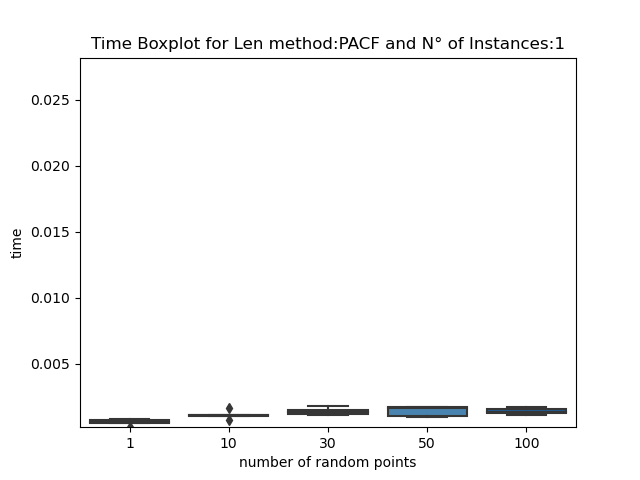 Time Boxplot for Len method:PACF and N° of Instances:1
0.025
0.020
0.015
0.010
0.005
time
1 10 30 50 100
number of random points